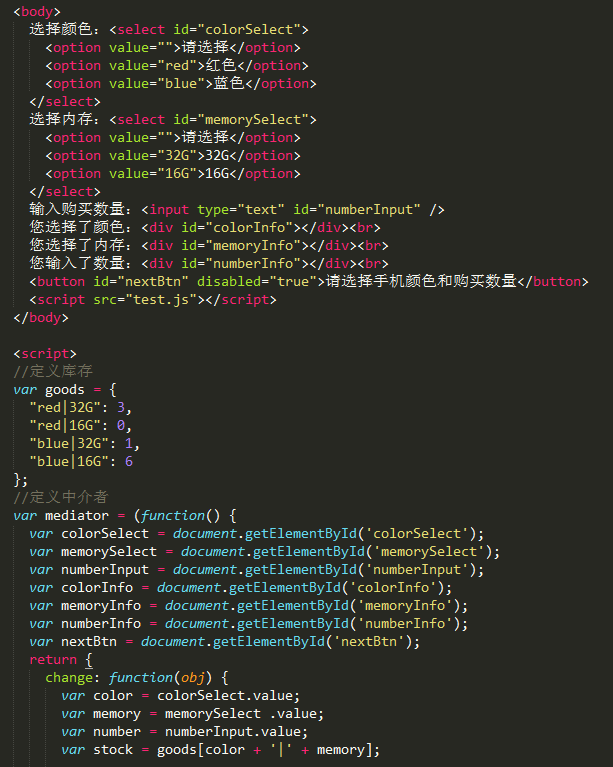 <body>
  选择颜色：<select id="colorSelect">
    <option value="">请选择</option>
    <option value="red">红色</option>
    <option value="blue">蓝色</option>
  </select>
  选择内存：<select id="memorySelect">
    <option value="">请选择</option>
    <option value="32G">32G</option>
    <option value="16G">16G</option>
  </select>
  输入购买数量：<input type="text" id="numberInput" />
  您选择了颜色：<div id="colorInfo"></div><br>
  您选择了内存：<div id="memoryInfo"></div><br>
  您输入了数量：<div id="numberInfo"></div><br>
  <button id="nextBtn" disabled="true">请选择手机颜色和购买数量</button>
  <script src="test.js"></script>
</body>

<script>
//定义库存
var goods = {
  "red|32G": 3,
  "red|16G": 0,
  "blue|32G": 1,
  "blue|16G": 6
};
//定义中介者
var mediator = (function() {
  var colorSelect = document.getElementById('colorSelect');
  var memorySelect = document.getElementById('memorySelect');
  var numberInput = document.getElementById('numberInput');
  var colorInfo = document.getElementById('colorInfo');
  var memoryInfo = document.getElementById('memoryInfo');
  var numberInfo = document.getElementById('numberInfo');
  var nextBtn = document.getElementById('nextBtn');
  return {
    change: function(obj) {
      var color = colorSelect.value;
      var memory = memorySelect .value;
      var number = numberInput.value;
      var stock = goods[color + '|' + memory];